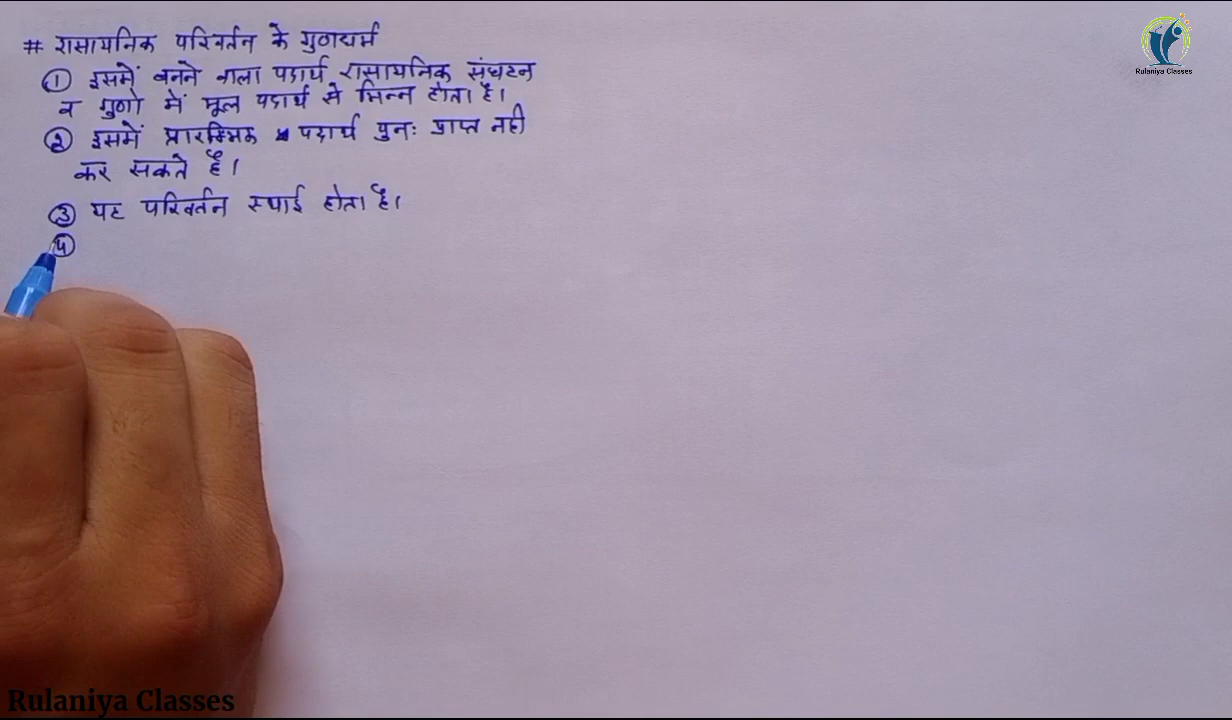 # रासायनिक परिवर्तन के गुणधर्म
① इसमें बनने वाला पदार्थ रासायनिक संघटन
व गुणो में मूल पदार्थ से भिन्न होता है।
② इसमें प्रारम्भिक पदार्थ पुनः प्राप्त नही
कर सकते है।
③ यह परिवर्तन स्थाई होता है।
④
Rulaniya Classes
Rulaniya Classes